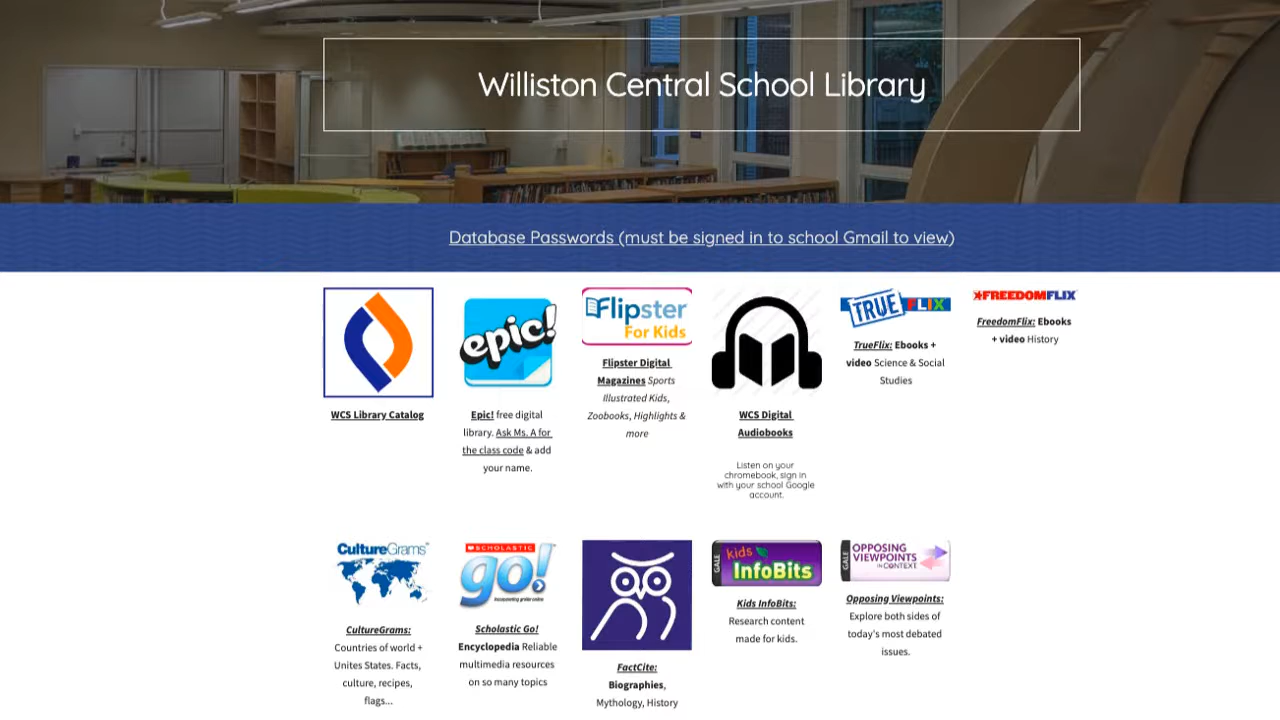 Williston Central School Library
Database Passwords (must be signed in to school Gmail to view)
WCS Library Catalog
epic!
Epic! free digital
library. Ask Ms. A for
the class code & add
your name.
Flipster
For Kids
Flipster Digital
Magazines Sports
Illustrated Kids,
Zoobooks, Highlights &
more
WCS Digital
Audiobooks
Listen on your
chromebook, sign in
with your school Google
account.
TRUE FLIX
TrueFlix: Ebooks +
video Science & Social
Studies
FREEDOMFLIX
FreedomFlix: Ebooks
+ video History
CultureGrams™
CultureGrams:
Countries of world +
Unites States. Facts,
culture, recipes,
flags...
SCHOLASTIC
go!
incorporating grolier online
Scholastic Go!
Encyclopedia Reliable
multimedia resources
on so many topics
FactCite:
Biographies,
Mythology, History
GALE
kids
InfoBits
Kids InfoBits:
Research content
made for kids.
GALE
OPPOSING
VIEWPOINTS
IN CONTEXT
Opposing Viewpoints:
Explore both sides of
today's most debated
issues.